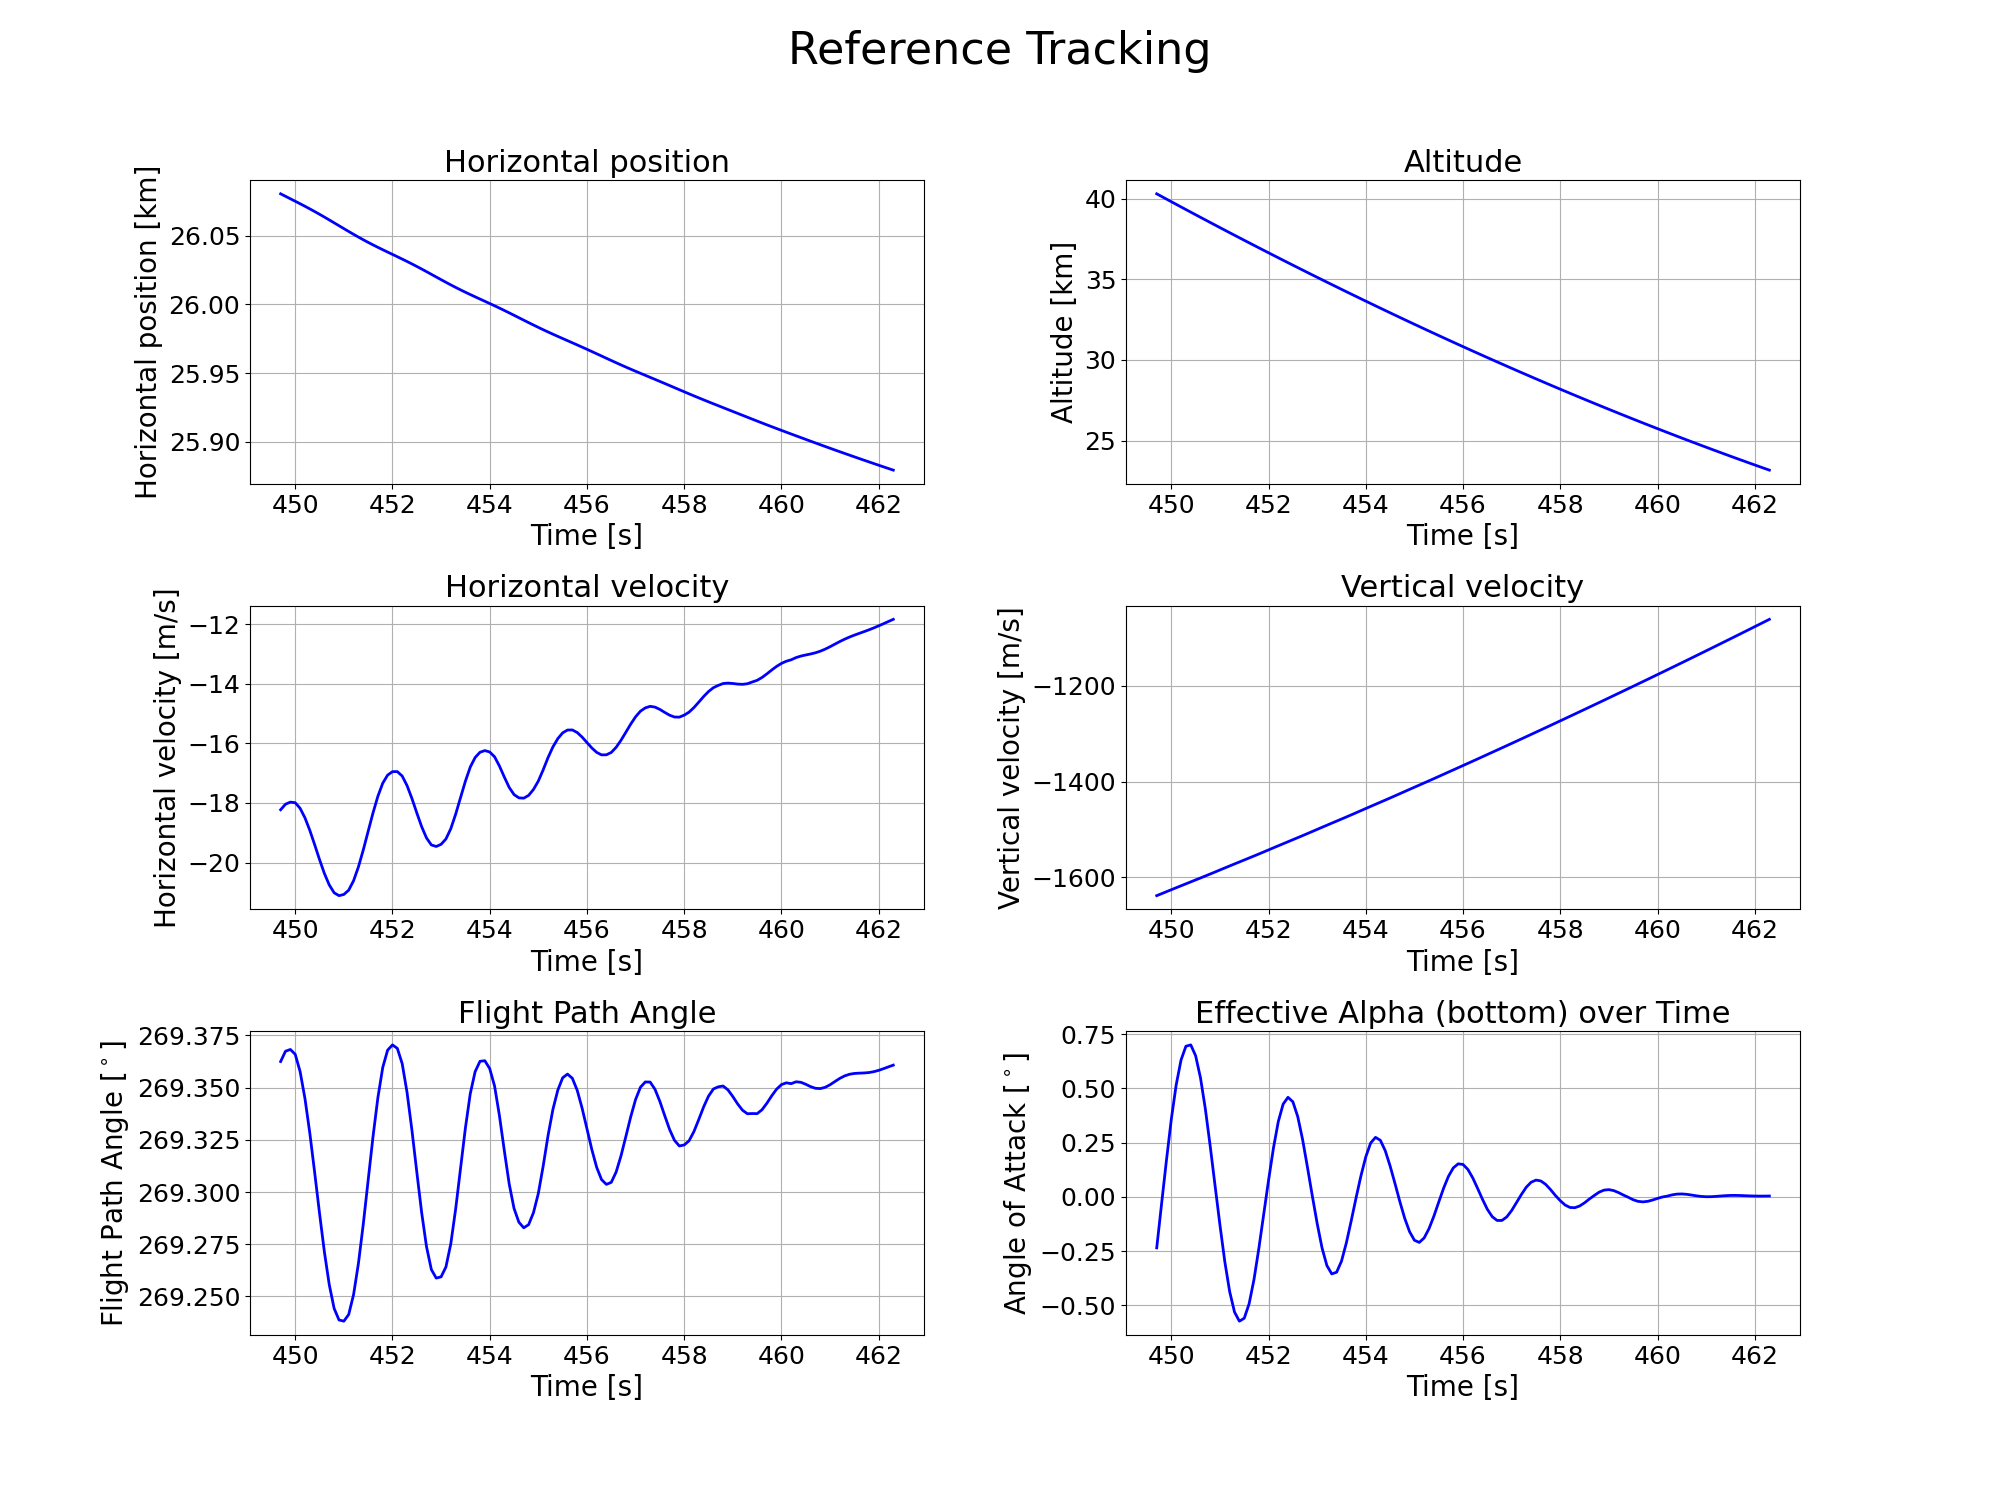 Reference Tracking
Horizontal position
Horizontal position [km]
26.05
26.00
25.95
25.90
450 452 454 456 458 460 462
Time [s]
Altitude
Altitude [km]
40
35
30
25
450 452 454 456 458 460 462
Time [s]
Horizontal velocity
Horizontal velocity [m/s]
−12
−14
−16
−18
−20
450 452 454 456 458 460 462
Time [s]
Vertical velocity
Vertical velocity [m/s]
−1200
−1400
−1600
450 452 454 456 458 460 462
Time [s]
Flight Path Angle
Flight Path Angle [°]
269.375
269.350
269.325
269.300
269.275
269.250
450 452 454 456 458 460 462
Time [s]
Effective Alpha (bottom) over Time
Angle of Attack [°]
0.75
0.50
0.25
0.00
−0.25
−0.50
450 452 454 456 458 460 462
Time [s]